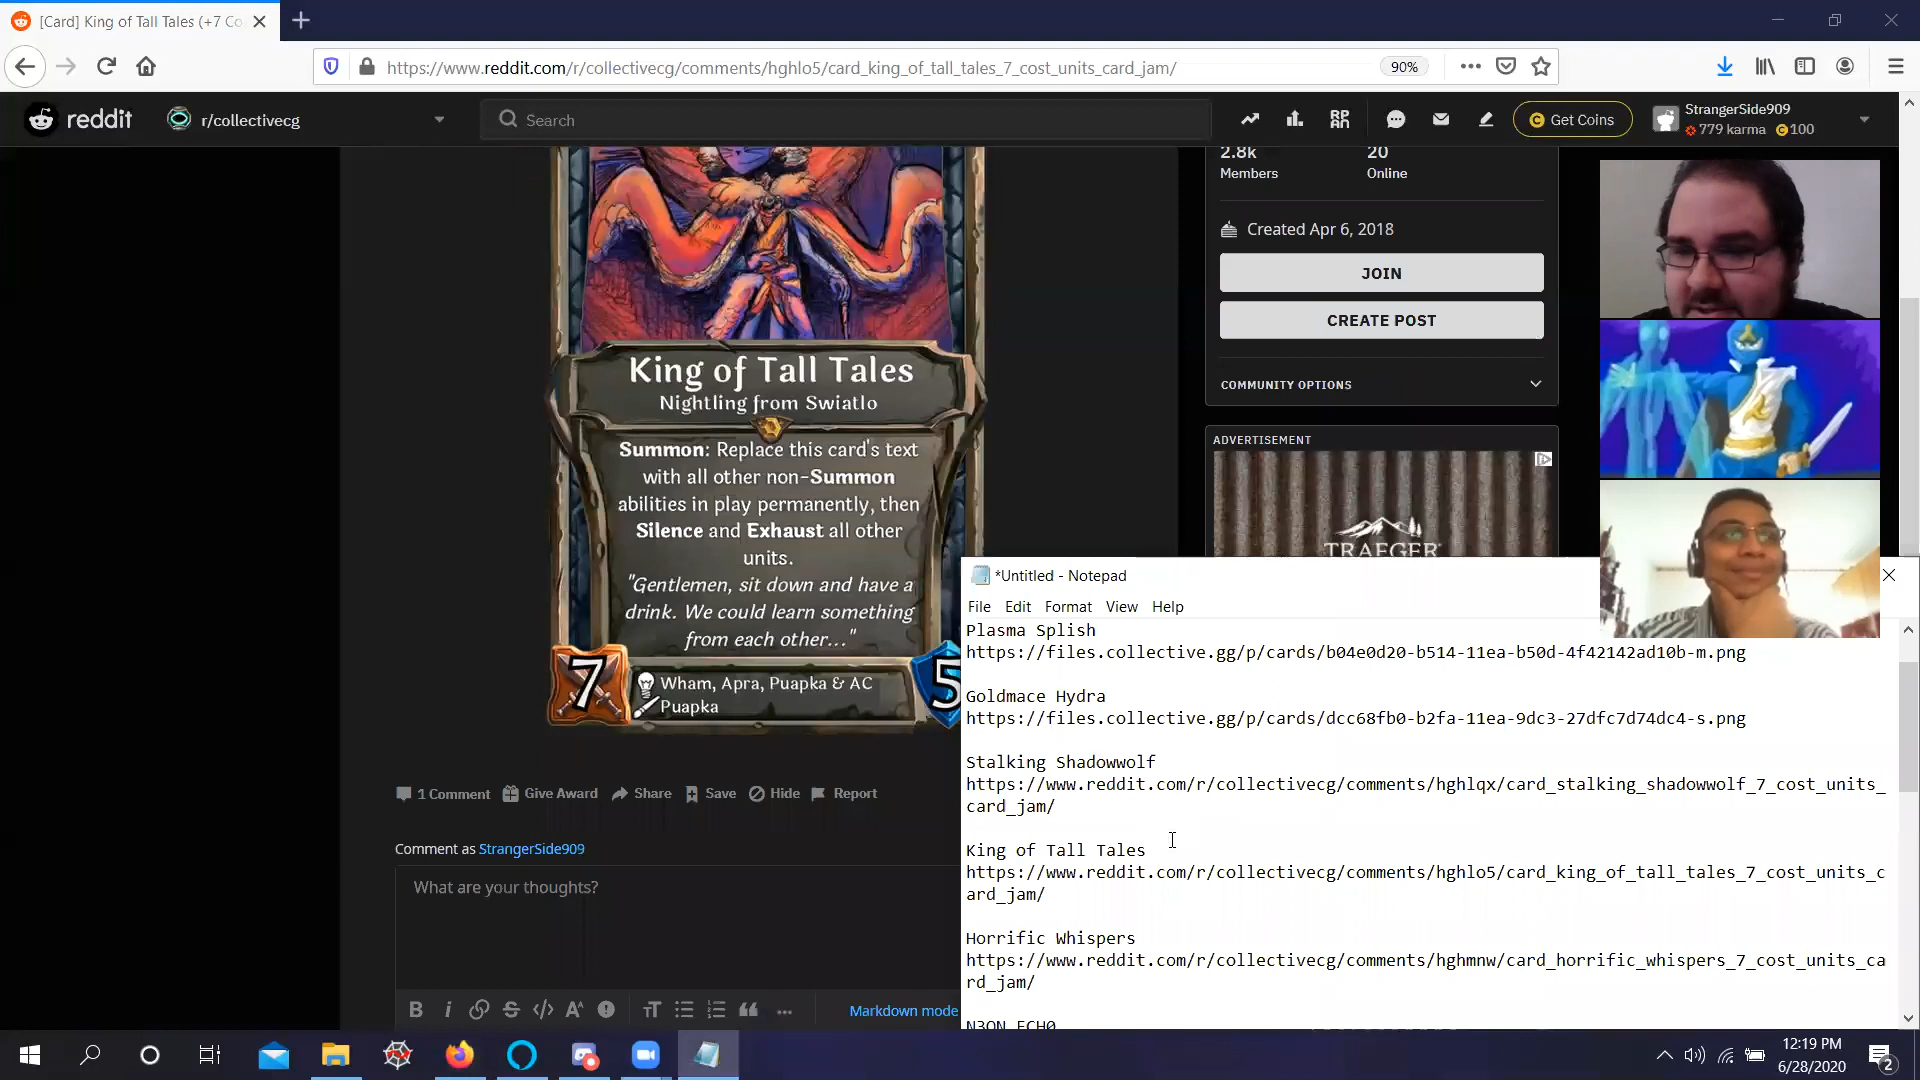 [Card] King of Tall Tales (+7 Co
https://www.reddit.com/r/collectivecg/comments/hghlo5/card_king_of_tall_tales_7_cost_units_card_jam/
90%
reddit
r/collectivecg
Search
Get Coins
StrangerSide909
779 karma
100
2.8k
20
Members
Online
Created Apr 6, 2018
JOIN
CREATE POST
COMMUNITY OPTIONS
ADVERTISEMENT
TRAEGER
King of Tall Tales
Nightling from Swiatlo
Summon: Replace this card's text
with all other non-Summon
abilities in play permanently, then
Silence and Exhaust all other
units.
"Gentlemen, sit down and have a
drink. We could learn something
from each other..."
7
Wham, Apra, Puapka & AC
Puapka
5
1 Comment
Give Award
Share
Save
Hide
Report
Comment as StrangerSide909
What are your thoughts?
Markdown mode
*Untitled - Notepad
File Edit Format View Help
Plasma Splish
https://files.collective.gg/p/cards/b04e0d20-b514-11ea-b50d-4f42142ad10b-m.png
Goldmace Hydra
https://files.collective.gg/p/cards/dcc68fb0-b2fa-11ea-9dc3-27dfc7d74dc4-s.png
Stalking Shadowwolf
https://www.reddit.com/r/collectivecg/comments/hghlqx/card_stalking_shadowwolf_7_cost_units_
card_jam/
King of Tall Tales
https://www.reddit.com/r/collectivecg/comments/hghlo5/card_king_of_tall_tales_7_cost_units_c
ard_jam/
Horrific Whispers
https://www.reddit.com/r/collectivecg/comments/hghmnw/card_horrific_whispers_7_cost_units_ca
rd_jam/
N3ON_ECH0
12:19 PM
6/28/2020
2